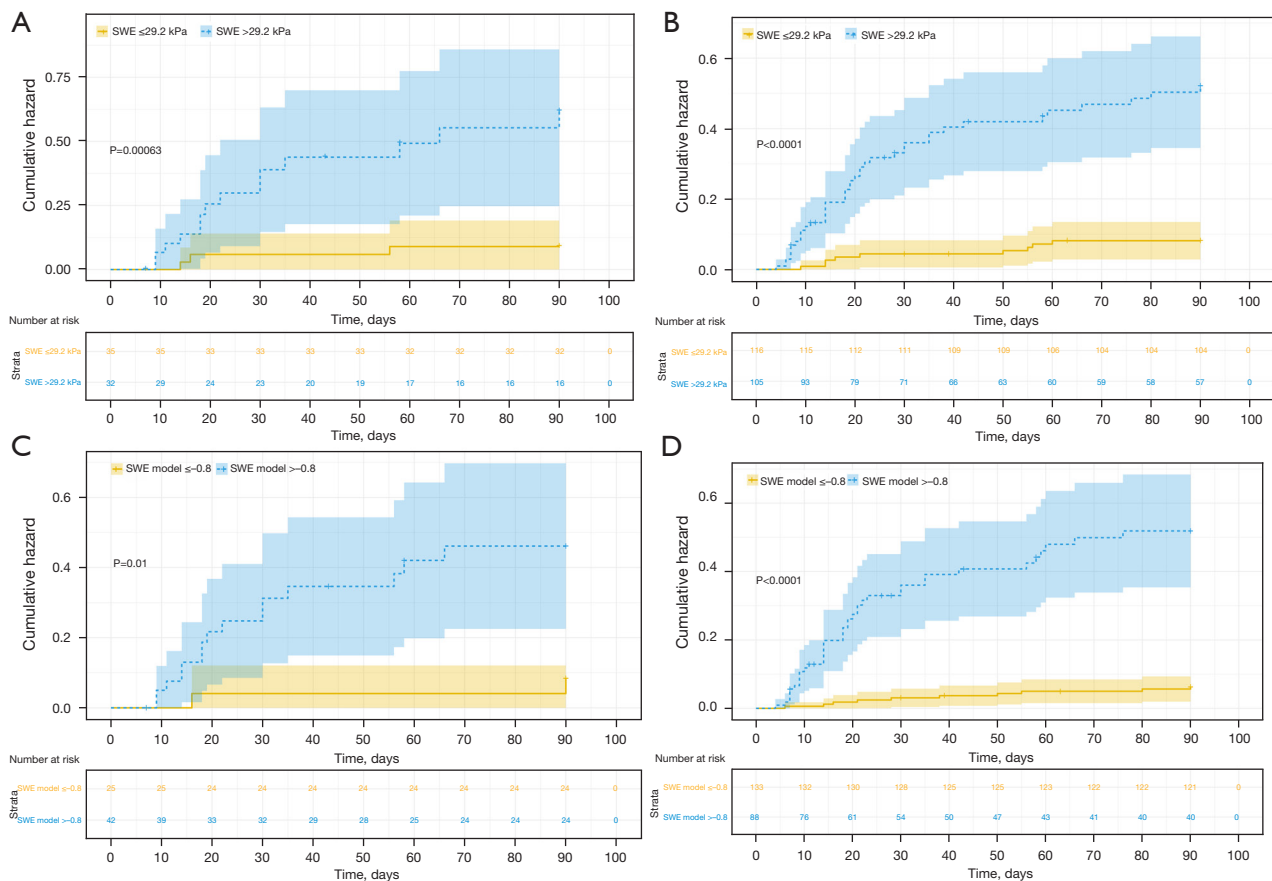 A
SWE ≤29.2 kPa SWE >29.2 kPa
Cumulative hazard
0.75
0.50
0.25
0.00
P=0.00063
0 10 20 30 40 50 60 70 80 90 100
Time, days
Number at risk
Strata
SWE ≤29.2 kPa 35 35 33 33 33 33 32 32 32 32 0
SWE >29.2 kPa 32 29 24 23 20 19 17 16 16 16 0
0 10 20 30 40 50 60 70 80 90 100
Time, days
B
SWE ≤29.2 kPa SWE >29.2 kPa
Cumulative hazard
0.6
0.4
0.2
0.0
P<0.0001
0 10 20 30 40 50 60 70 80 90 100
Time, days
Number at risk
Strata
SWE ≤29.2 kPa 116 115 112 111 109 109 106 104 104 104 0
SWE >29.2 kPa 105 93 79 71 66 63 60 59 58 57 0
0 10 20 30 40 50 60 70 80 90 100
Time, days
C
SWE model ≤–0.8 SWE model >–0.8
Cumulative hazard
0.6
0.4
0.2
0.0
P=0.01
0 10 20 30 40 50 60 70 80 90 100
Time, days
Number at risk
Strata
SWE model ≤–0.8 25 25 24 24 24 24 24 24 24 24 0
SWE model >–0.8 42 39 33 32 29 28 25 24 24 24 0
0 10 20 30 40 50 60 70 80 90 100
Time, days
D
SWE model ≤–0.8 SWE model >–0.8
Cumulative hazard
0.6
0.4
0.2
0.0
P<0.0001
0 10 20 30 40 50 60 70 80 90 100
Time, days
Number at risk
Strata
SWE model ≤–0.8 133 132 130 128 125 125 123 122 122 121 0
SWE model >–0.8 88 76 61 54 50 47 43 41 40 40 0
0 10 20 30 40 50 60 70 80 90 100
Time, days